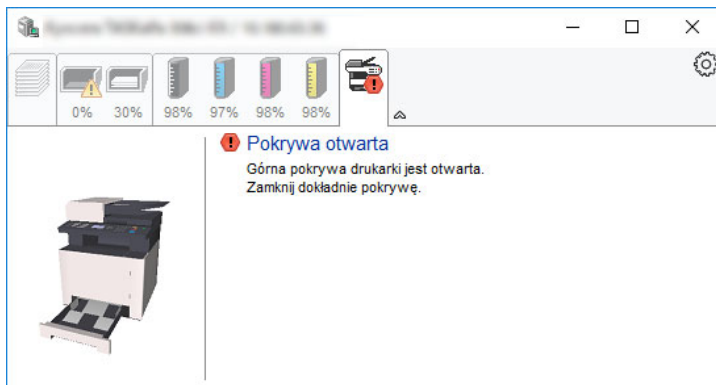 0% 30% 98% 97% 98% 98%
Pokrywa otwarta
Górna pokrywa drukarki jest otwarta.
Zamknij dokładnie pokrywę.